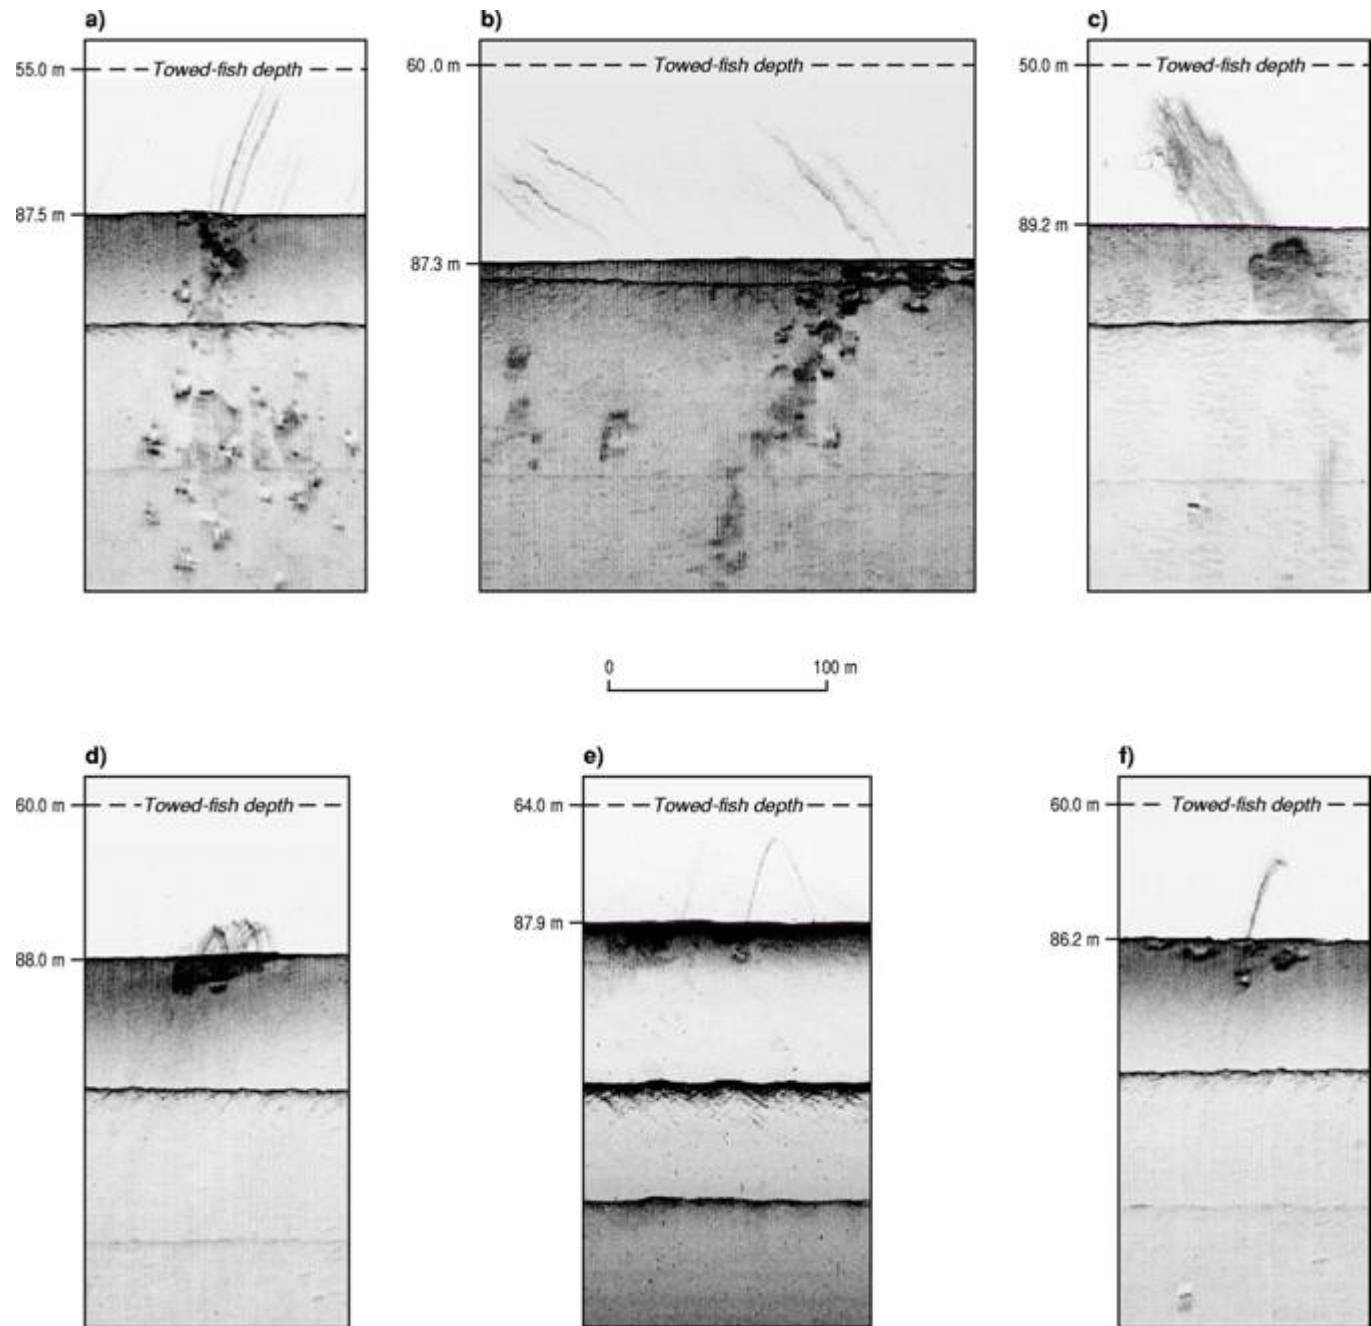 a)
55.0 m
Towed-fish depth
87.5 m
b)
60 .0 m
Towed-fish depth
87.3 m
c)
50.0 m
Towed-fish depth
89.2 m
0 100 m
d)
60.0 m
Towed-fish depth
88.0 m
e)
64.0 m
Towed-fish depth
87.9 m
f)
60.0 m
Towed-fish depth
86.2 m